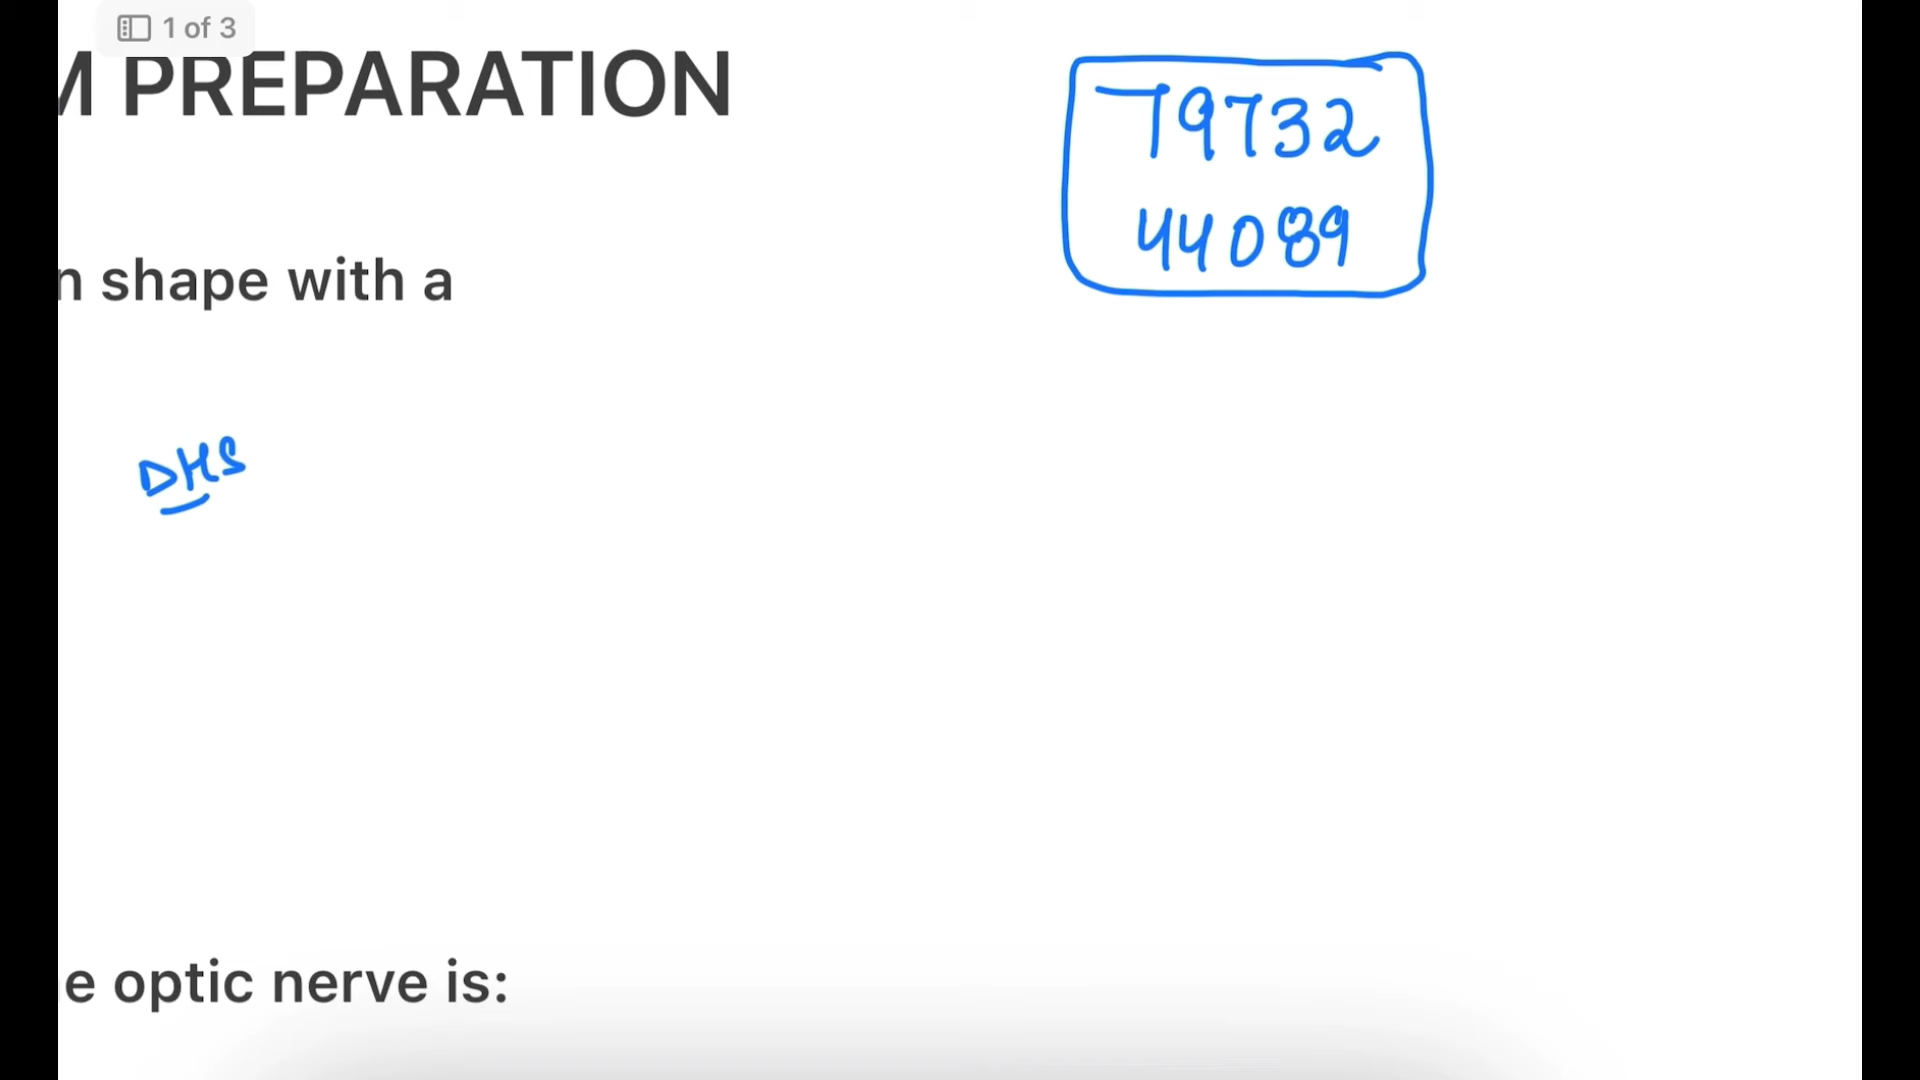 1 of 3
M PREPARATION
79732
44089
n shape with a
DHS
e optic nerve is: